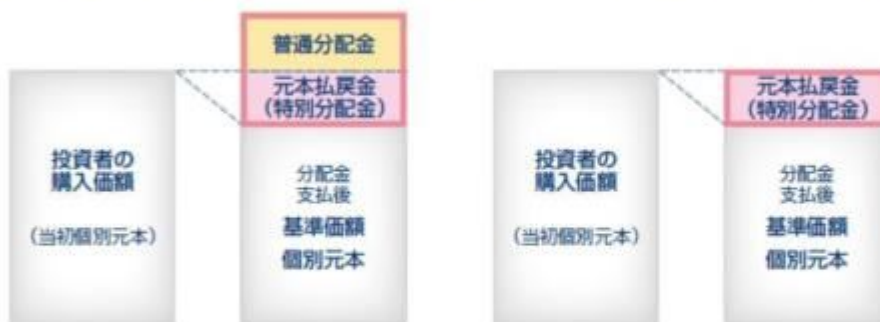 普通分配金
元本払戻金
(特別分配金)
投資者の
購入価額
(当初個別元本)
分配金
支払後
基準価額
個別元本
元本払戻金
(特別分配金)
投資者の
購入価額
(当初個別元本)
分配金
支払後
基準価額
個別元本